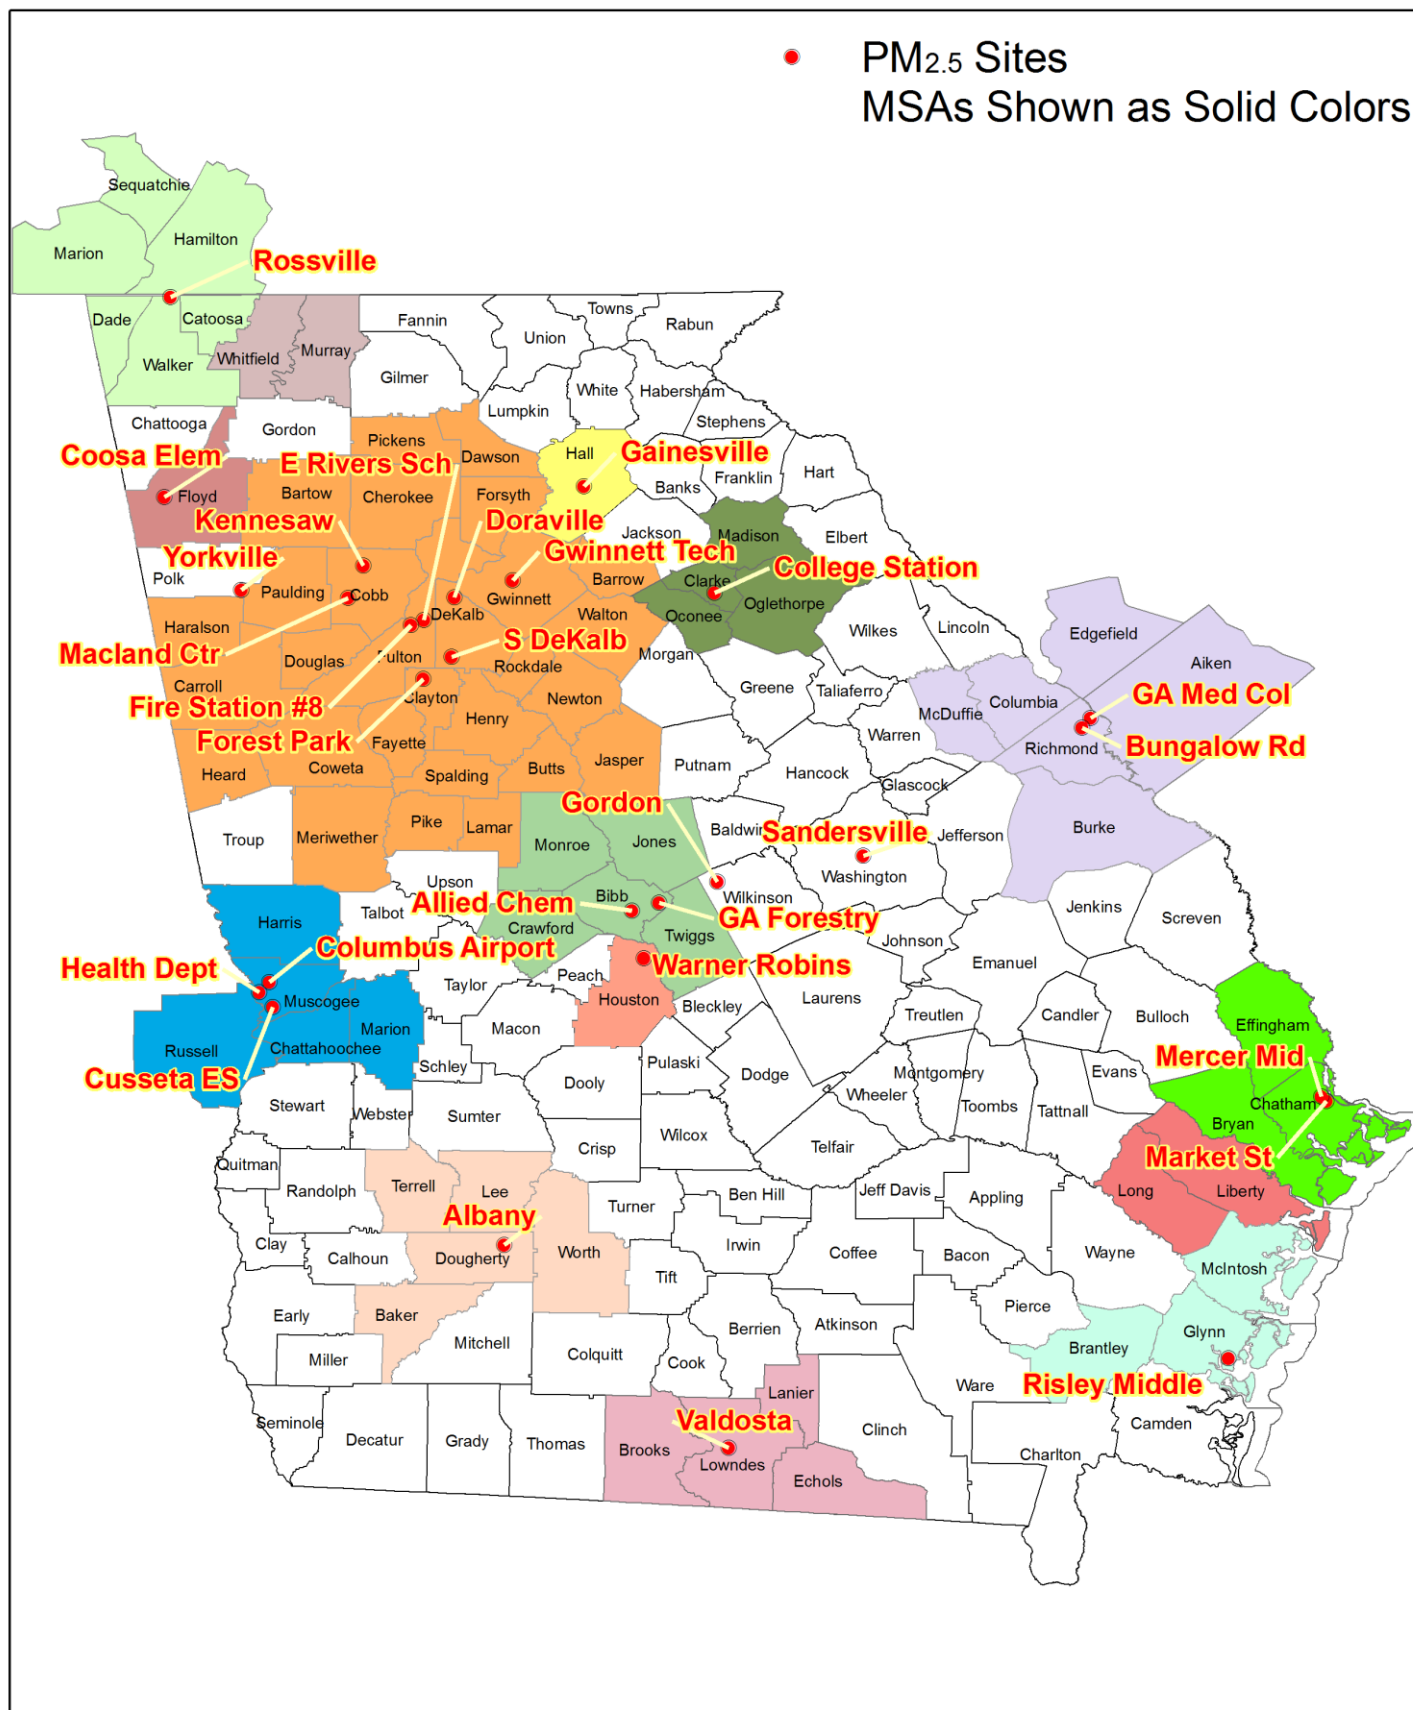 PM2.5 Sites
MSAs Shown as Solid Colors
Sequatchie
Hamilton
Marion
Rossville
Dade
Catoosa
Walker
Whitfield
Murray
Fannin
Towns
Union
Rabun
Gilmer
White
Habersham
Lumpkin
Stephens
Chattooga
Gordon
Pickens
Dawson
Hall
Gainesville
Coosa Elem
E Rivers Sch
Floyd
Bartow
Cherokee
Forsyth
Banks
Franklin
Hart
Kennesaw
Doraville
Jackson
Madison
Elbert
Yorkville
Gwinnett Tech
Polk
Paulding
Cobb
Gwinnett
Barrow
Clarke
College Station
Oglethorpe
Oconee
Haralson
DeKalb
Walton
Wilkes
Lincoln
Edgefield
Macland Ctr
Douglas
Fulton
S DeKalb
Rockdale
Morgan
Aiken
Carroll
Clayton
Newton
Greene
Taliaferro
Columbia
GA Med Col
Fire Station #8
McDuffie
Forest Park
Henry
Warren
Richmond
Bungalow Rd
Fayette
Heard
Coweta
Spalding
Butts
Jasper
Putnam
Hancock
Glascock
Gordon
Troup
Meriwether
Pike
Lamar
Monroe
Jones
Baldwin
Sandersville
Jefferson
Burke
Washington
Upson
Bibb
Wilkinson
Talbot
Allied Chem
GA Forestry
Jenkins
Screven
Harris
Crawford
Twiggs
Johnson
Columbus Airport
Health Dept
Warner Robins
Emanuel
Peach
Taylor
Muscogee
Houston
Laurens
Bleckley
Treutlen
Candler
Bulloch
Effingham
Marion
Macon
Russell
Chattahoochee
Schley
Pulaski
Mercer Mid
Cusseta ES
Dooly
Dodge
Montgomery
Evans
Wheeler
Stewart
Webster
Sumter
Toombs
Tattnall
Chatham
Bryan
Crisp
Wilcox
Telfair
Market St
Quitman
Randolph
Terrell
Lee
Ben Hill
Jeff Davis
Appling
Long
Liberty
Turner
Albany
Clay
Calhoun
Dougherty
Worth
Irwin
Coffee
Bacon
Wayne
McIntosh
Tift
Early
Baker
Pierce
Mitchell
Berrien
Atkinson
Glynn
Miller
Colquitt
Cook
Brantley
Lanier
Ware
Risley Middle
Seminole
Decatur
Grady
Thomas
Brooks
Valdosta
Clinch
Camden
Lowndes
Echols
Charlton